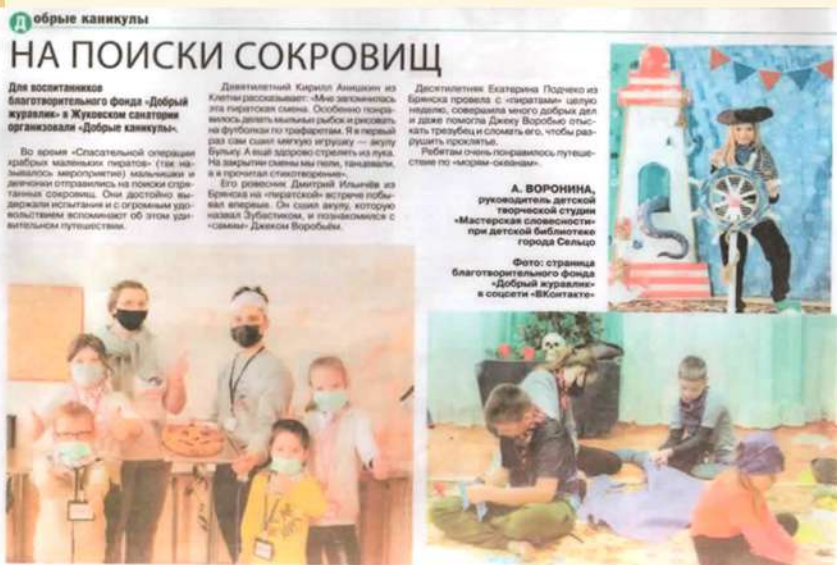 Добрые каникулы
НА ПОИСКИ СОКРОВИЩ
Для воспитанников
благотворительного фонда «Добрый
журавлик» в Жуковском санатории
организовали «Добрые каникулы».
Во время «Спасательной операции
храбрых маленьких пиратов» (так на-
зывалось мероприятие) мальчишки и
девчонки отправились на поиски спря-
танных сокровищ. Они достойно вы-
держали испытания и с огромным удо-
вольствием вспоминают об этом уди-
вительном путешествии.
Девятилетний Кирилл Анишкин из
Клетни рассказывает: «Мне запомнилась
эта пиратская смена. Особенно понра-
вилось делать мыльных рыбок и рисовать
на футболках по трафаретам. Я в первый
раз сам сшил мягкую игрушку — акулу
Бульку. А ещё здорово стрелять из лука.
На закрытии смены мы пели, танцевали,
а я прочитал стихотворение».
Его ровесник Дмитрий Ильичёв из
Брянска на «пиратской» встрече побы-
вал впервые. Он сшил акулу, которую
назвал Зубастиком, и познакомился с
«самим» Джеком Воробьём.
Десятилетняя Екатерина Подчеко из
Брянска провела с «пиратами» целую
неделю, совершила много добрых дел
и даже помогла Джеку Воробью отыс-
кать трезубец и сломать его, чтобы раз-
рушить проклятье.
Ребятам очень понравилось путеше-
ствие по «морям-океанам».
А. ВОРОНИНА,
руководитель детской
творческой студии
«Мастерская словесности»
при детской библиотеке
города Сельцо
Фото: страница
благотворительного фонда
«Добрый журавлик»
в соцсети «ВКонтакте»